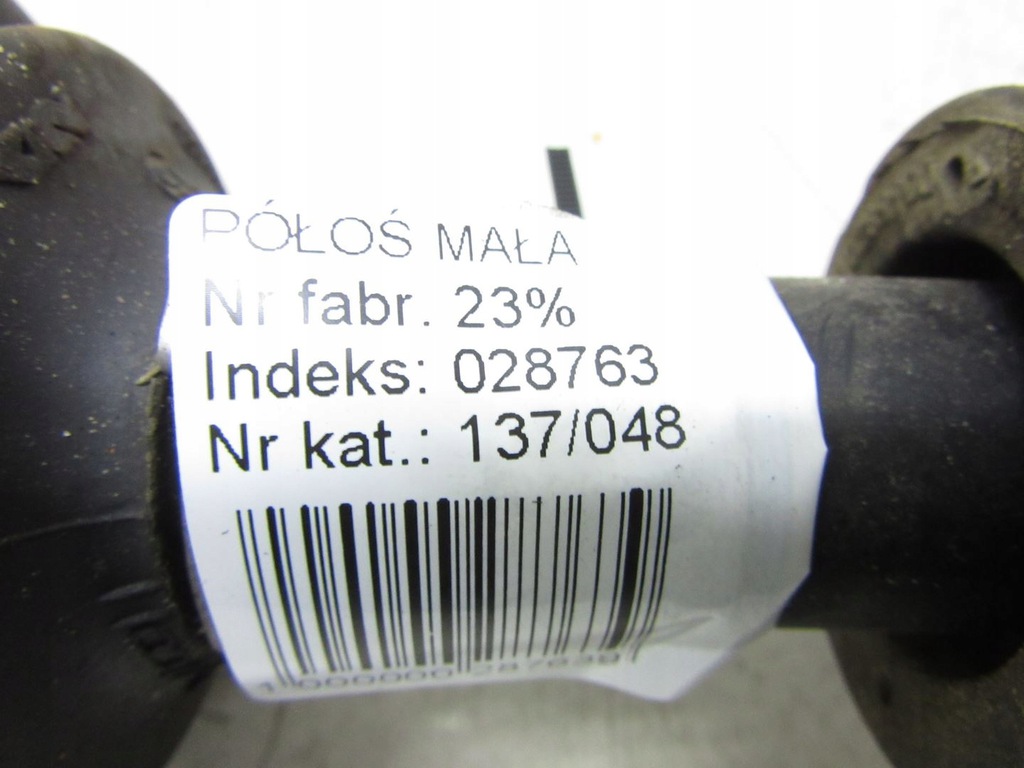 PÓŁOŚ MAŁA
Nr fabr. 23%
Indeks: 028763
Nr kat.: 137/048